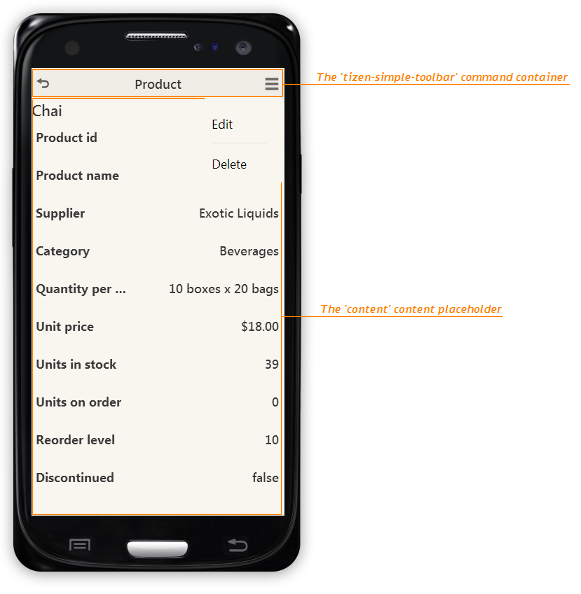 Product
The 'tizen-simple-toolbar' command container
Chai
Edit
Product id
Delete
Product name
Supplier Exotic Liquids
Category Beverages
Quantity per ... 10 boxes x 20 bags
The 'content' content placeholder
Unit price $18.00
Units in stock 39
Units on order 0
Reorder level 10
Discontinued false